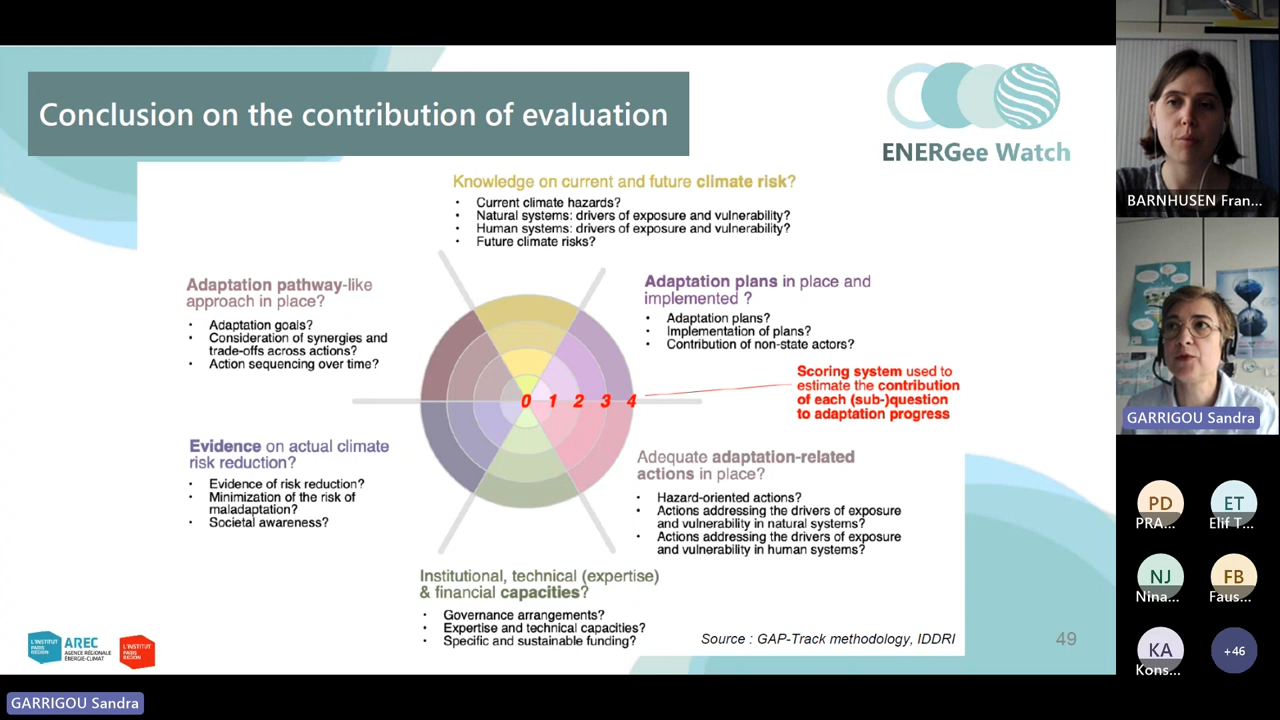 Conclusion on the contribution of evaluation
ENERGee Watch
Knowledge on current and future climate risk?
• Current climate hazards?
• Natural systems: drivers of exposure and vulnerability?
• Human systems: drivers of exposure and vulnerability?
• Future climate risks?
Adaptation pathway-like
approach in place?
• Adaptation goals?
• Consideration of synergies and
trade-offs across actions?
• Action sequencing over time?
Adaptation plans in place and
implemented ?
• Adaptation plans?
• Implementation of plans?
• Contribution of non-state actors?
Scoring system used to
estimate the contribution
of each (sub-)question
to adaptation progress
0 1 2 3 4
Evidence on actual climate
risk reduction?
• Evidence of risk reduction?
• Minimization of the risk of
maladaptation?
• Societal awareness?
Adequate adaptation-related
actions in place?
• Hazard-oriented actions?
• Actions addressing the drivers of exposure
and vulnerability in natural systems?
• Actions addressing the drivers of exposure
and vulnerability in human systems?
Institutional, technical (expertise)
& financial capacities?
• Governance arrangements?
• Expertise and technical capacities?
• Specific and sustainable funding?
Source : GAP-Track methodology, IDDRI
49
L'INSTITUT
PARIS
REGION
AREC
AGENCE RÉGIONALE
ÉNERGIE-CLIMAT
L'INSTITUT
PARIS
REGION
GARRIGOU Sandra
BARNHUSEN Fran...
GARRIGOU Sandra
PD
PRA...
ET
Elif T...
NJ
Nina...
FB
Faus...
KA
Kons...
+46